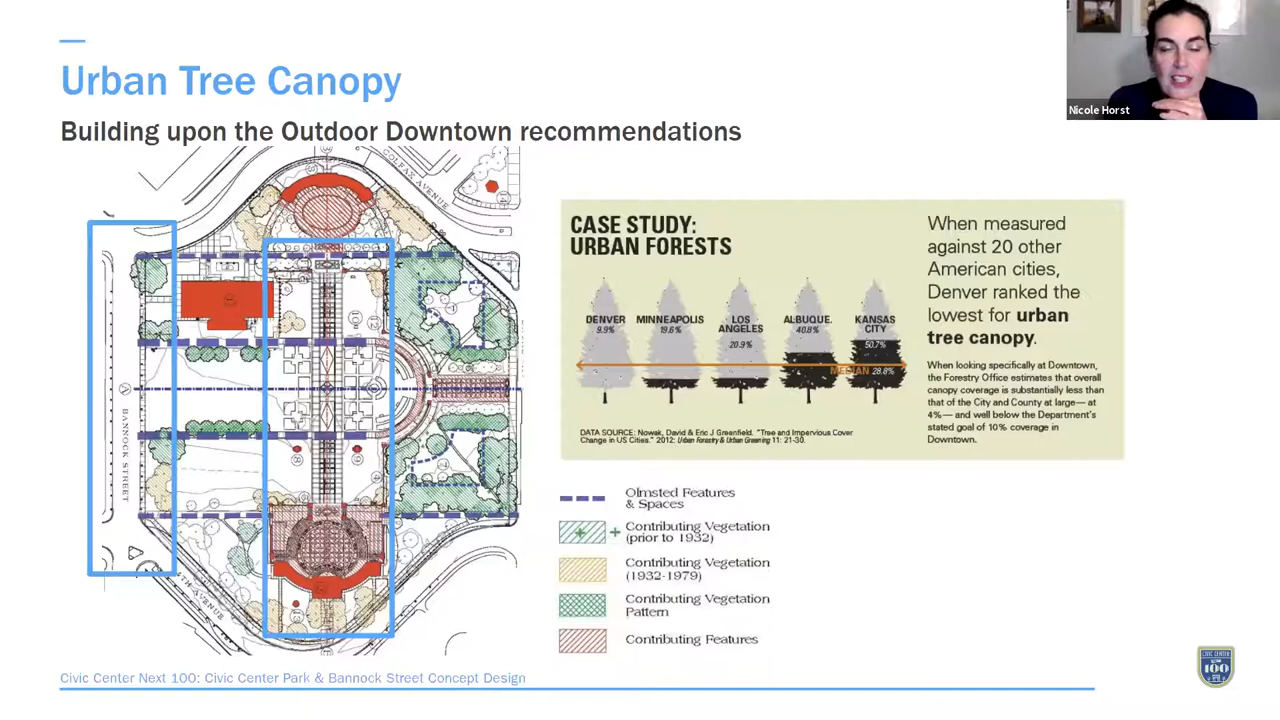 Urban Tree Canopy
Building upon the Outdoor Downtown recommendations
Nicole Horst
COLFAX AVENUE
BANNOCK STREET
TH AVENUE
CASE STUDY:
URBAN FORESTS
DENVER
9.9%
MINNEAPOLIS
19.6%
LOS
ANGELES
20.9%
ALBUQUE.
40.8%
KANSAS
CITY
50.7%
MEDIAN 28.8%
DATA SOURCE: Nowak, David & Eric J Greenfield. "Tree and Impervious Cover
Change in US Cities." 2012: Urban Forestry & Urban Greening 11: 21-30.
When measured
against 20 other
American cities,
Denver ranked the
lowest for urban
tree canopy.
When looking specifically at Downtown,
the Forestry Office estimates that overall
canopy coverage is substantially less than
that of the City and County at large— at
4%— and well below the Department's
stated goal of 10% coverage in
Downtown.
Olmsted Features
& Spaces
Contributing Vegetation
(prior to 1932)
Contributing Vegetation
(1932-1979)
Contributing Vegetation
Pattern
Contributing Features
Civic Center Next 100: Civic Center Park & Bannock Street Concept Design
CIVIC CENTER
100